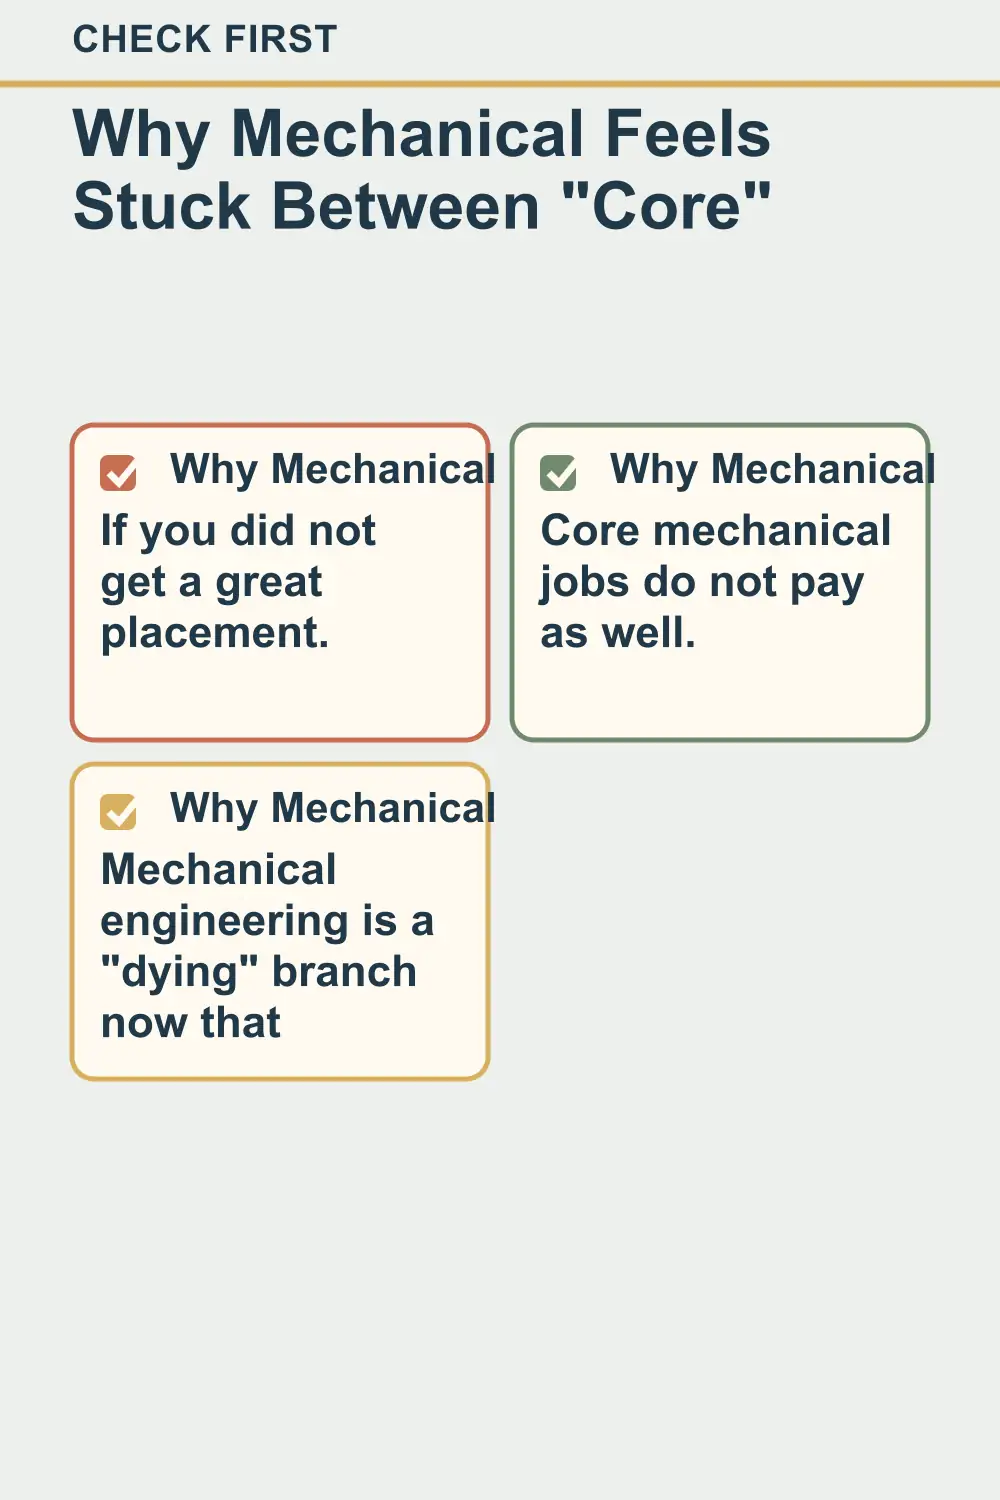 CHECK FIRST
Why Mechanical Feels
Stuck Between "Core"
Why Mechanical
If you did not
get a great
placement.
Why Mechanical
Core mechanical
jobs do not pay
as well.
Why Mechanical
Mechanical
engineering is a
"dying" branch
now that